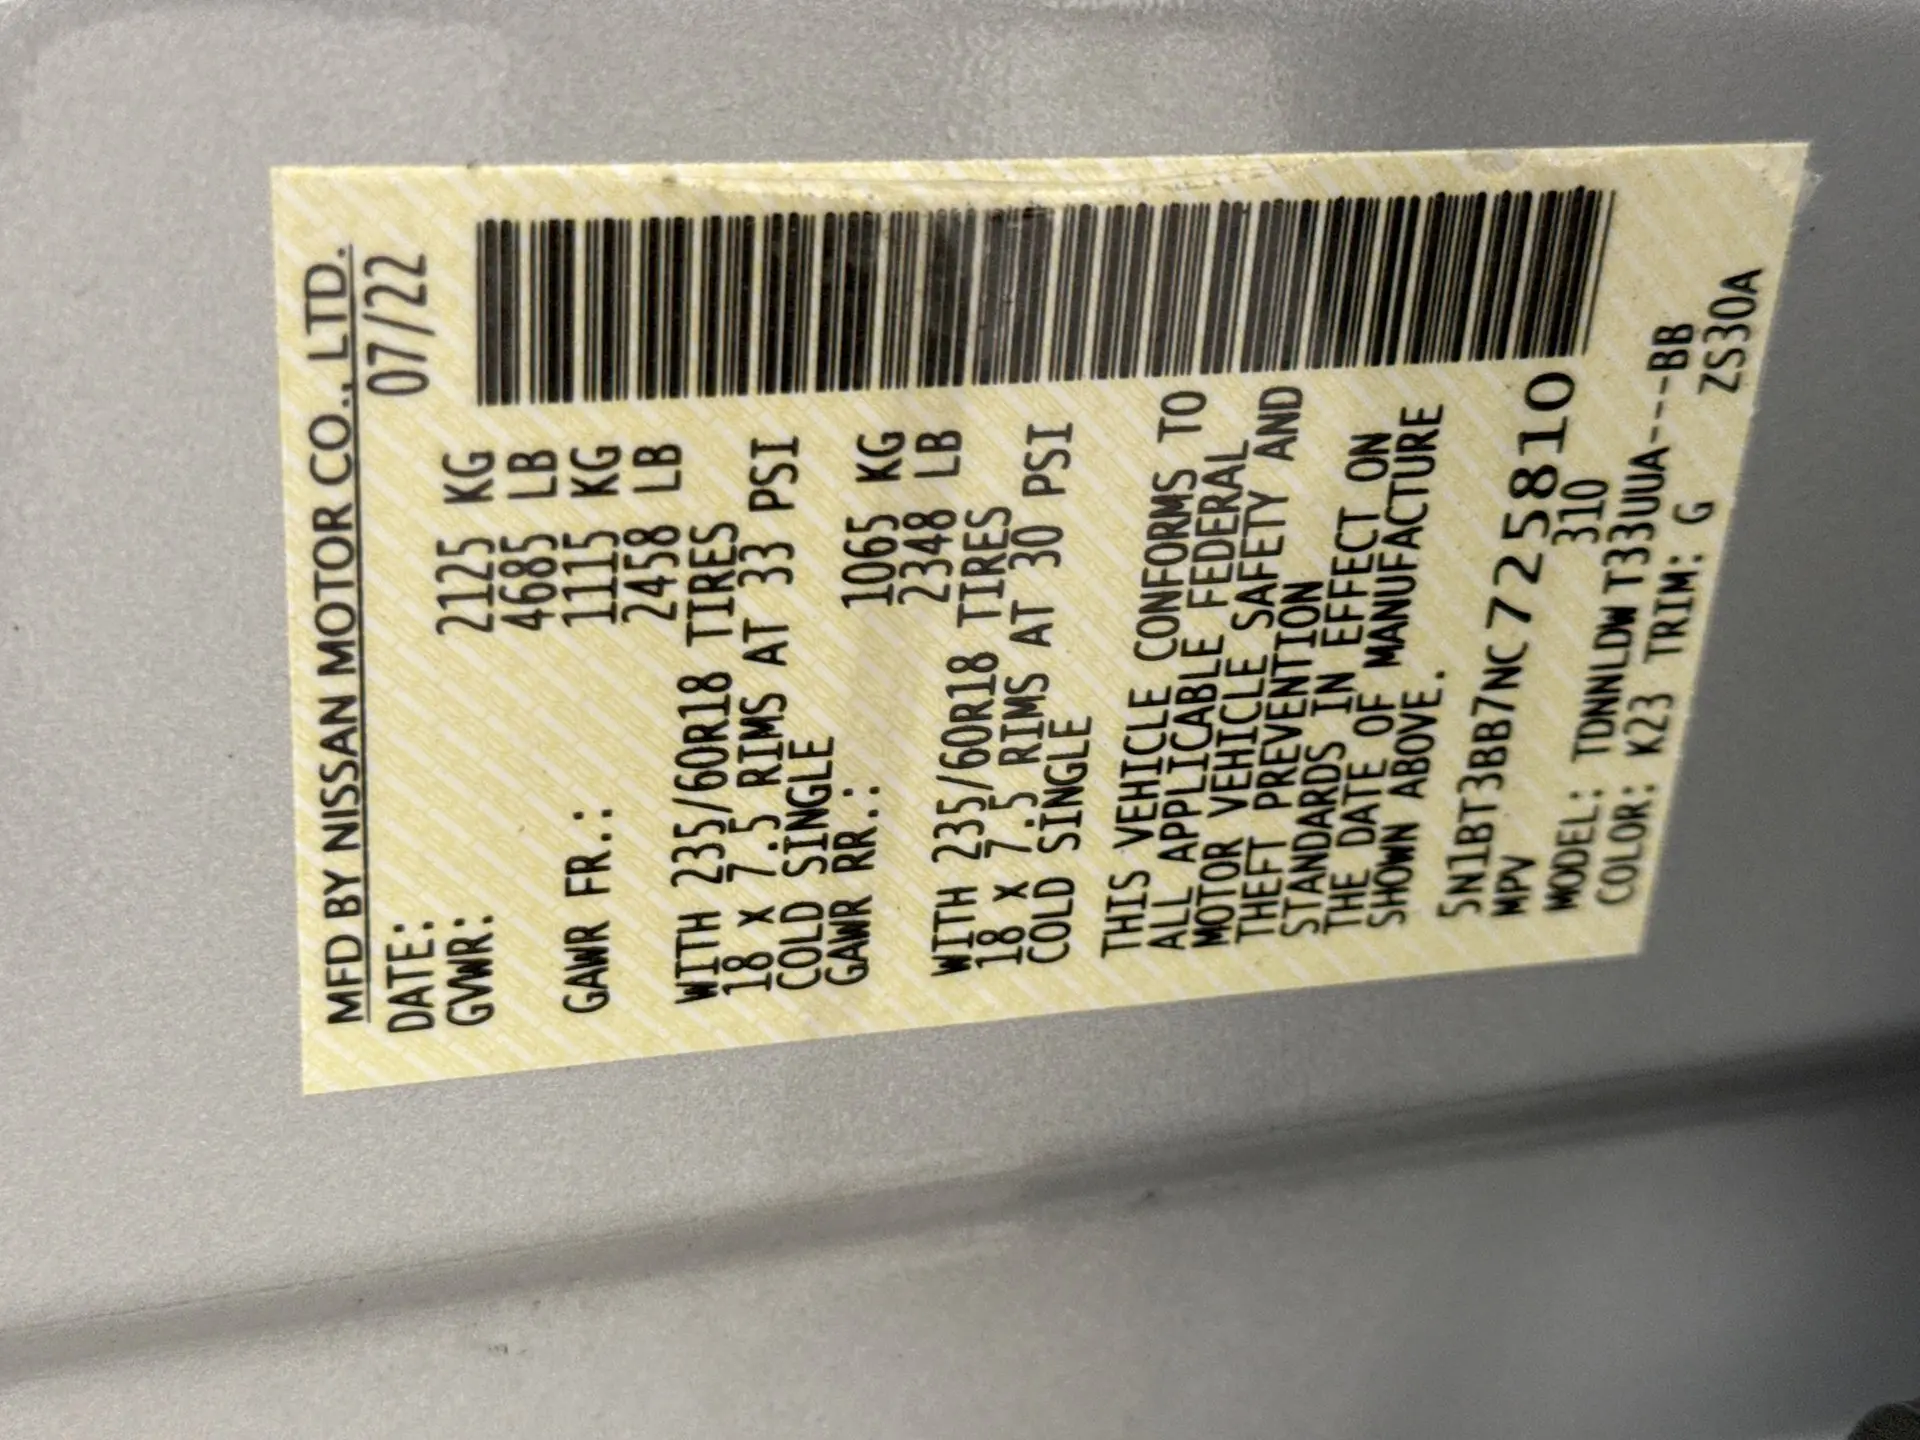 MFD BY NISSAN MOTOR CO., LTD.
DATE: 07/22
GVWR: 2125 KG
4685 LB
GAWR FR.: 1115 KG
2458 LB
WITH 235/60R18 TIRES
18 X 7.5 RIMS AT 33 PSI
COLD SINGLE
GAWR RR.: 1065 KG
2348 LB
WITH 235/60R18 TIRES
18 X 7.5 RIMS AT 30 PSI
COLD SINGLE
THIS VEHICLE CONFORMS TO
ALL APPLICABLE FEDERAL
MOTOR VEHICLE SAFETY AND
THEFT PREVENTION
STANDARDS IN EFFECT ON
THE DATE OF MANUFACTURE
SHOWN ABOVE.
5N1BT3BB7NC725810
MPV 310
MODEL: TDNNLDW T33UUA---BB
COLOR: K23 TRIM: G ZS30A